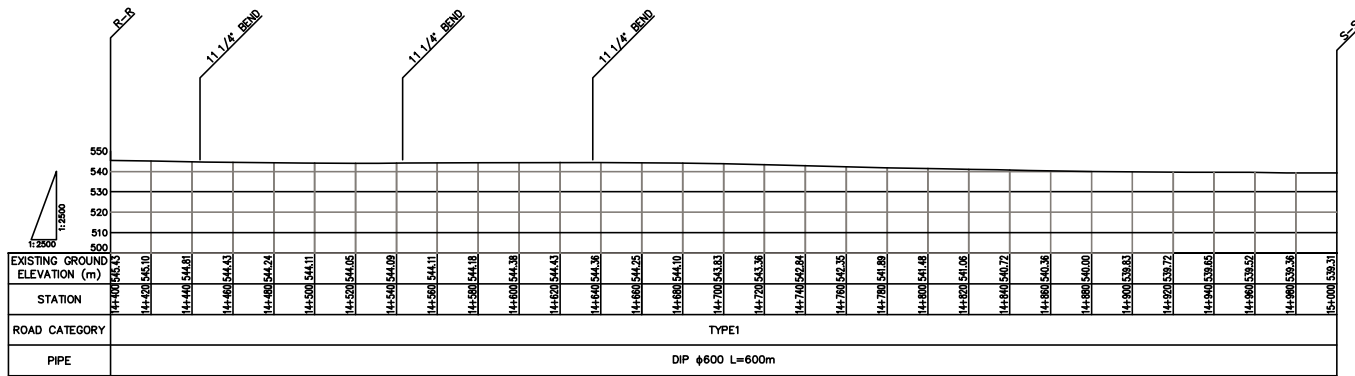 R-R
11 1/4° BEND
11 1/4° BEND
11 1/4° BEND
S-S
550
540
530
520
510
500
1:2500
1:2500
EXISTING GROUND ELEVATION (m)
545.43 545.10 544.81 544.43 544.24 544.11 544.05 544.09 544.11 544.18 544.38 544.43 544.36 544.25 544.10 543.83 543.36 542.84 542.35 541.89 541.48 541.06 540.72 540.36 540.00 539.83 539.72 539.65 539.52 539.36 539.31
STATION
14+400 14+420 14+440 14+460 14+480 14+500 14+520 14+540 14+560 14+580 14+600 14+620 14+640 14+660 14+680 14+700 14+720 14+740 14+760 14+780 14+800 14+820 14+840 14+860 14+880 14+900 14+920 14+940 14+960 14+980 15+000
ROAD CATEGORY
TYPE1
PIPE
DIP ϕ600 L=600m